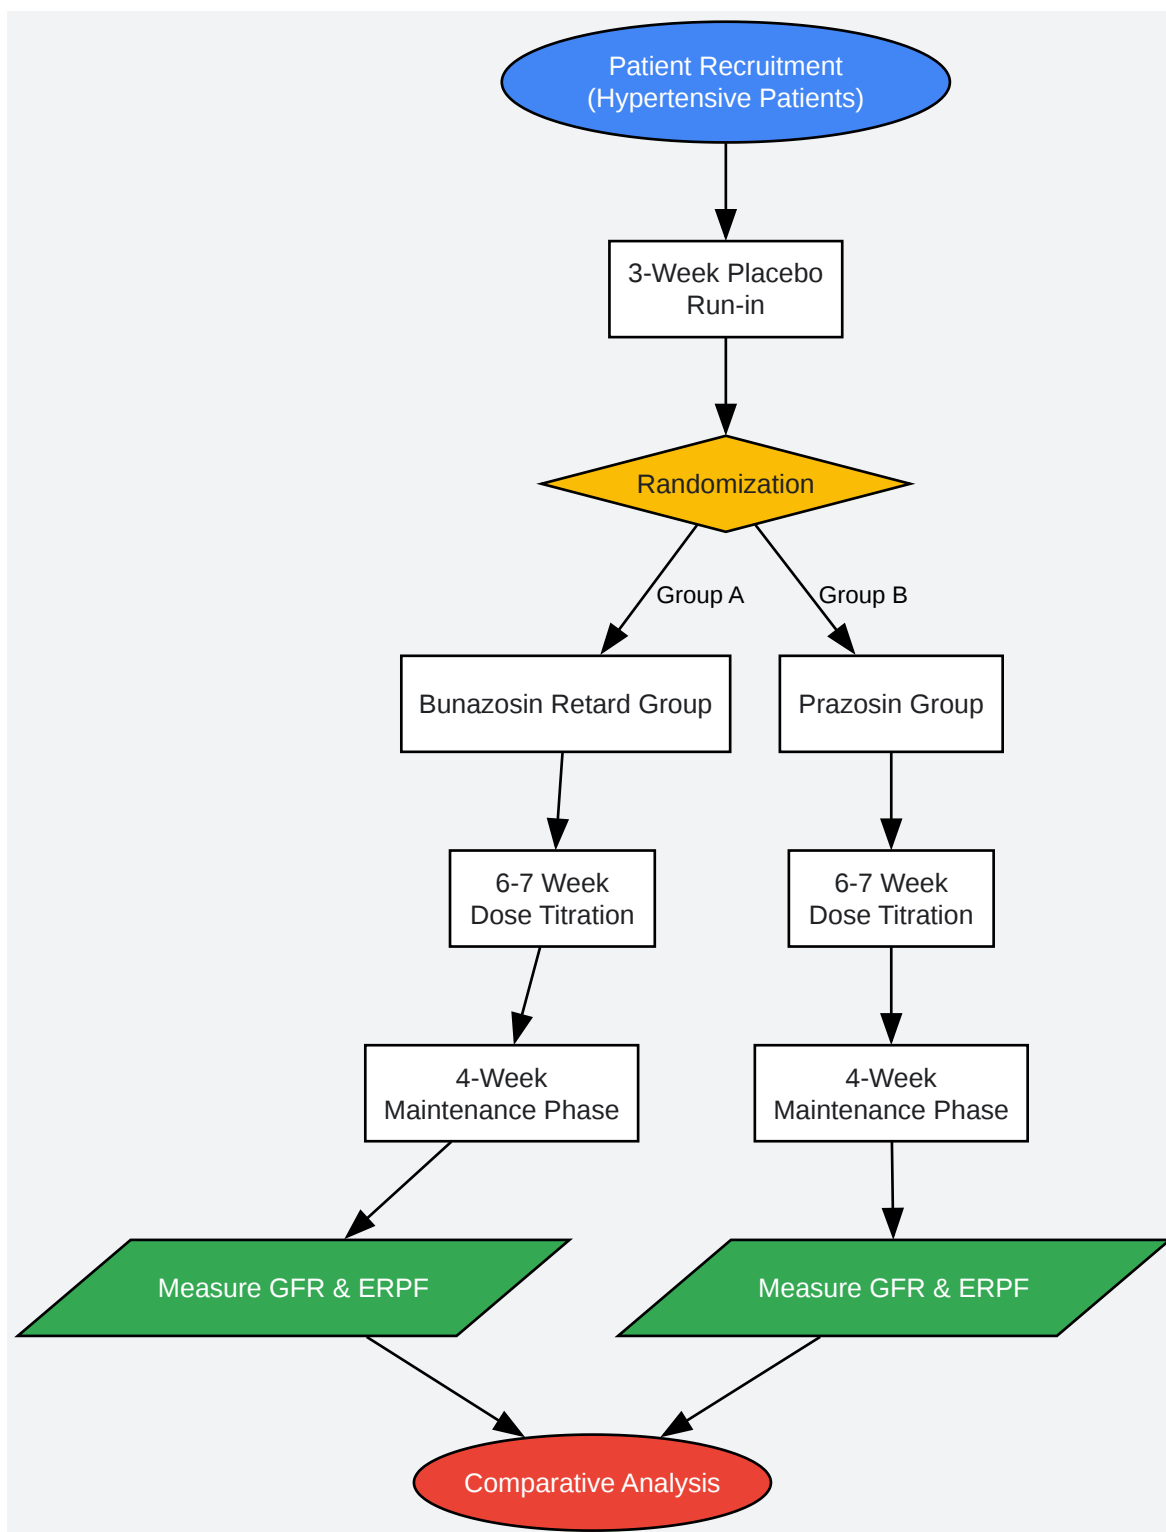 Patient Recruitment
(Hypertensive Patients)
3-Week Placebo
Run-in
Randomization
Group A
Group B
Bunazosin Retard Group
Prazosin Group
6-7 Week
Dose Titration
6-7 Week
Dose Titration
4-Week
Maintenance Phase
4-Week
Maintenance Phase
Measure GFR & ERPF
Measure GFR & ERPF
Comparative Analysis